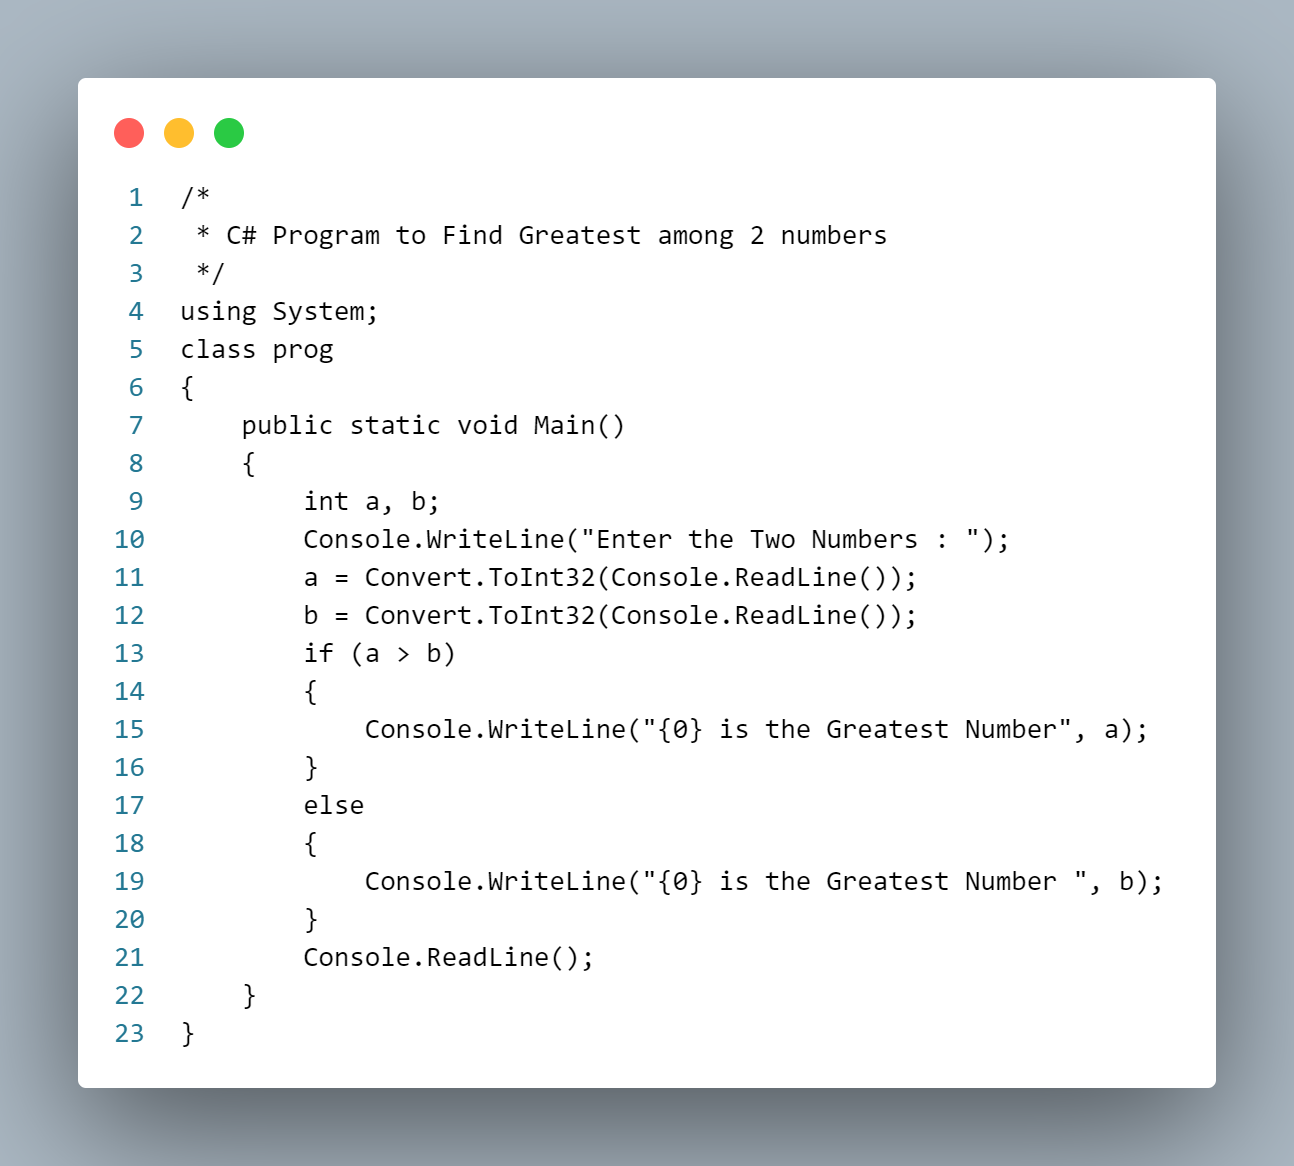 1 /*
2  * C# Program to Find Greatest among 2 numbers
3  */
4 using System;
5 class prog
6 {
7     public static void Main()
8     {
9         int a, b;
10         Console.WriteLine("Enter the Two Numbers : ");
11         a = Convert.ToInt32(Console.ReadLine());
12         b = Convert.ToInt32(Console.ReadLine());
13         if (a > b)
14         {
15             Console.WriteLine("{0} is the Greatest Number", a);
16         }
17         else
18         {
19             Console.WriteLine("{0} is the Greatest Number ", b);
20         }
21         Console.ReadLine();
22     }
23 }